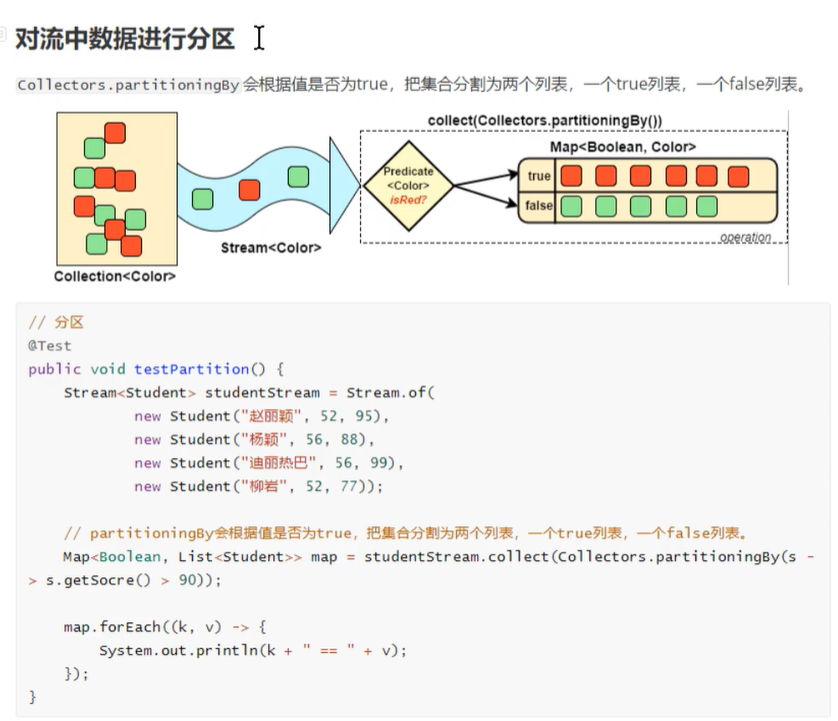 对流中数据进行分区
Collectors.partitioningBy会根据值是否为true，把集合分割为两个列表，一个true列表，一个false列表。
collect(Collectors.partitioningBy())
Map<Boolean, Color>
Predicate
<Color>
isRed?
true
false
operation
Stream<Color>
Collection<Color>
// 分区
@Test
public void testPartition() {
    Stream<Student> studentStream = Stream.of(
            new Student("赵丽颖", 52, 95),
            new Student("杨颖", 56, 88),
            new Student("迪丽热巴", 56, 99),
            new Student("柳岩", 52, 77));
    // partitioningBy会根据值是否为true，把集合分割为两个列表，一个true列表，一个false列表。
    Map<Boolean, List<Student>> map = studentStream.collect(Collectors.partitioningBy(s -
> s.getSocre() > 90));
    map.forEach((k, v) -> {
        System.out.println(k + " == " + v);
    });
}